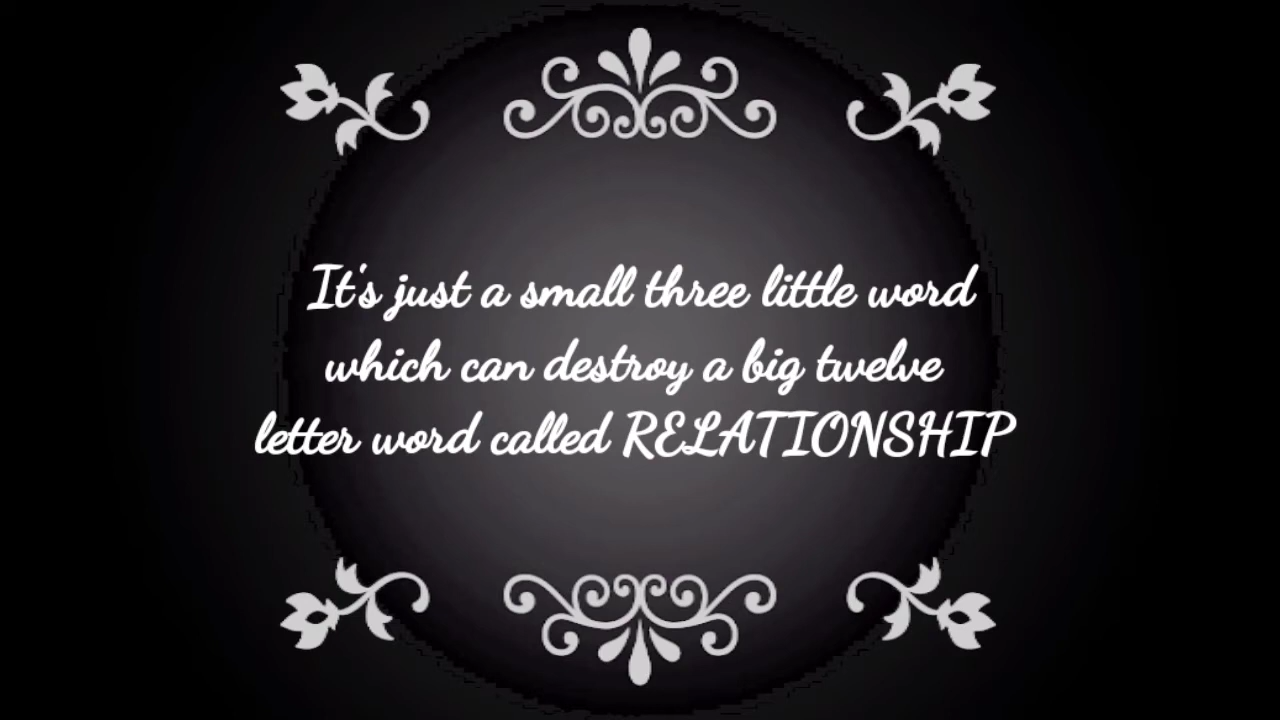 It's just a small three little word
which can destroy a big twelve
letter word called RELATIONSHIP